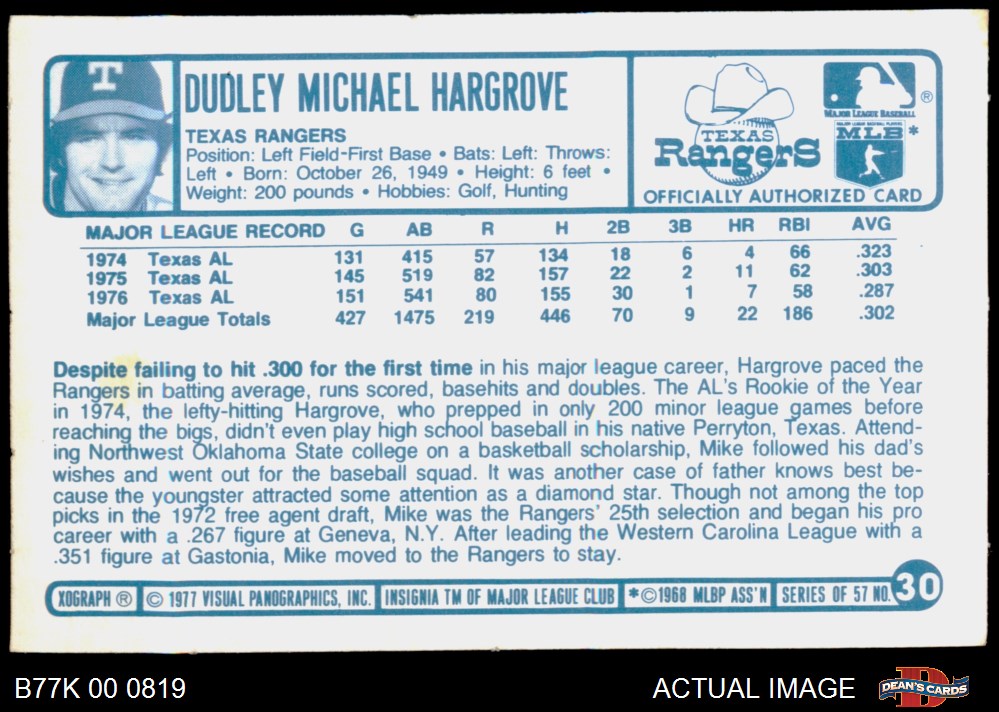 T
DUDLEY MICHAEL HARGROVE
TEXAS RANGERS
Position: Left Field-First Base • Bats: Left: Throws:
Left • Born: October 26, 1949 • Height: 6 feet •
Weight: 200 pounds • Hobbies: Golf, Hunting
TEXAS
RangerS
MAJOR LEAGUE BASEBALL
®
MAJOR LEAGUE BASEBALL PLAYERS
MLB*
OFFICIALLY AUTHORIZED CARD
MAJOR LEAGUE RECORD G AB R H 2B 3B HR RBI AVG
1974 Texas AL 131 415 57 134 18 6 4 66 .323
1975 Texas AL 145 519 82 157 22 2 11 62 .303
1976 Texas AL 151 541 80 155 30 1 7 58 .287
Major League Totals 427 1475 219 446 70 9 22 186 .302
Despite failing to hit .300 for the first time in his major league career, Hargrove paced the
Rangers in batting average, runs scored, basehits and doubles. The AL's Rookie of the Year
in 1974, the lefty-hitting Hargrove, who prepped in only 200 minor league games before
reaching the bigs, didn't even play high school baseball in his native Perryton, Texas. Attend-
ing Northwest Oklahoma State college on a basketball scholarship, Mike followed his dad's
wishes and went out for the baseball squad. It was another case of father knows best be-
cause the youngster attracted some attention as a diamond star. Though not among the top
picks in the 1972 free agent draft, Mike was the Rangers' 25th selection and began his pro
career with a .267 figure at Geneva, N.Y. After leading the Western Carolina League with a
.351 figure at Gastonia, Mike moved to the Rangers to stay.
XOGRAPH ® © 1977 VISUAL PANOGRAPHICS, INC. INSIGNIA TM OF MAJOR LEAGUE CLUB *©1968 MLBP ASS'N SERIES OF 57 NO. 30
B77K 00 0819
ACTUAL IMAGE
D
DEAN'S CARDS